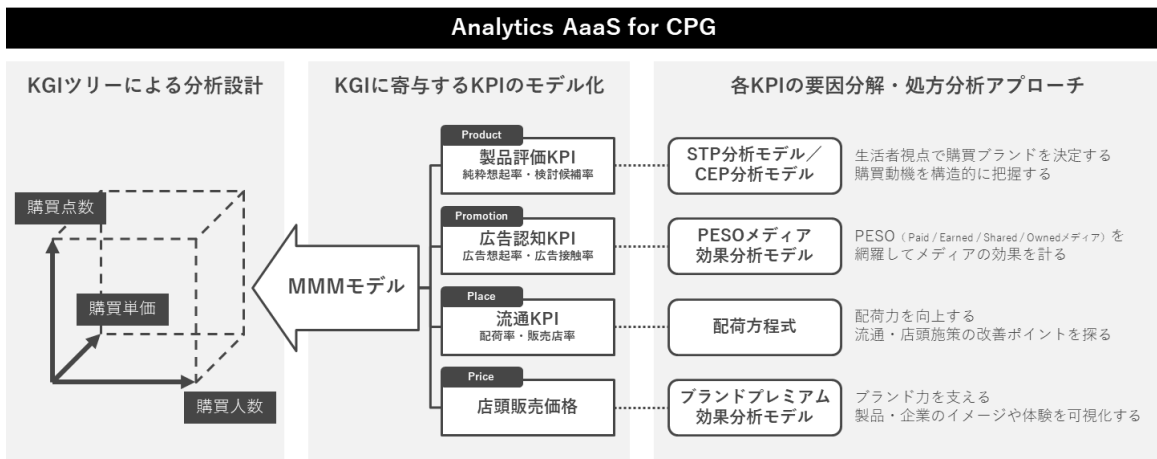 Analytics AaaS for CPG
KGIツリーによる分析設計
購買点数
購買単価
購買人数
KGIに寄与するKPIのモデル化
MMMモデル
Product
製品評価KPI
純粋想起率・検討候補率
Promotion
広告認知KPI
広告想起率・広告接触率
Place
流通KPI
配荷率・販売店率
Price
店頭販売価格
各KPIの要因分解・処方分析アプローチ
STP分析モデル／
CEP分析モデル
生活者視点で購買ブランドを決定する
購買動機を構造的に把握する
PESOメディア
効果分析モデル
PESO（ Paid / Earned / Shared / Ownedメディア）を
網羅してメディアの効果を計る
配荷方程式
配荷力を向上する
流通・店頭施策の改善ポイントを探る
ブランドプレミアム
効果分析モデル
ブランド力を支える
製品・企業のイメージや体験を可視化する